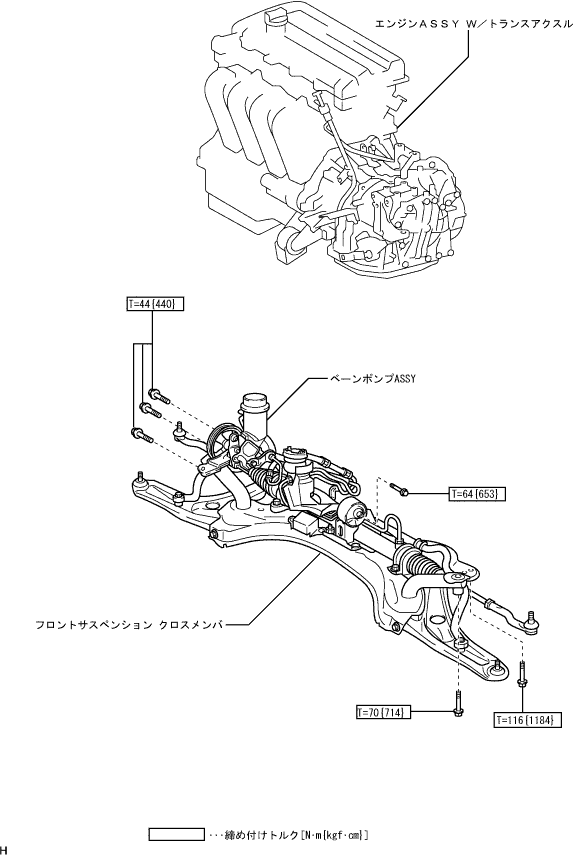 エンジンＡＳＳＹ Ｗ／トランスアクスル
T=44{440}
ベーンポンプASSY
T=64{653}
フロントサスペンション クロスメンバ
T=70{714}
T=116{1184}
･･･締め付けトルク[N･m{kgf･cm}]
H